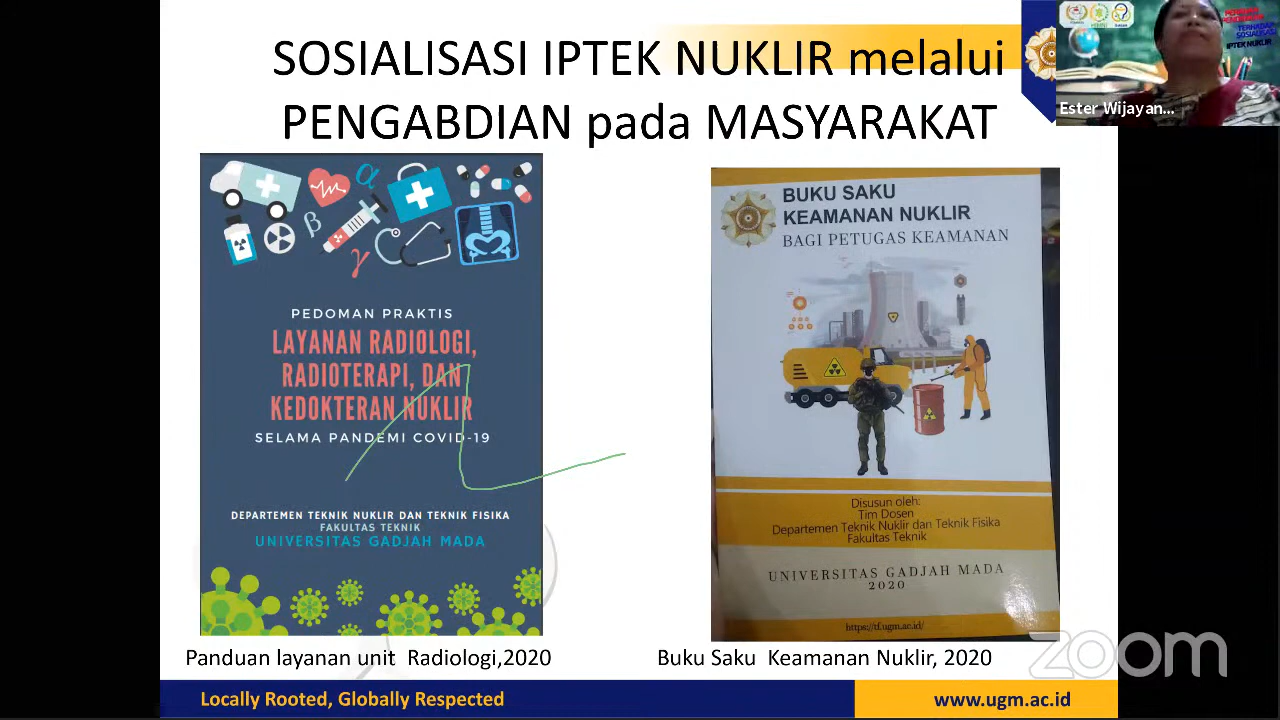 SOSIALISASI IPTEK NUKLIR melalui
PENGABDIAN pada MASYARAKAT
Ester Wijayan...
TERHADAP
SOSIALISASI
IPTEK NUKLIR
α
β
γ
PEDOMAN PRAKTIS
LAYANAN RADIOLOGI,
RADIOTERAPI, DAN
KEDOKTERAN NUKLIR
SELAMA PANDEMI COVID-19
DEPARTEMEN TEKNIK NUKLIR DAN TEKNIK FISIKA
FAKULTAS TEKNIK
UNIVERSITAS GADJAH MADA
BUKU SAKU
KEAMANAN NUKLIR
BAGI PETUGAS KEAMANAN
Disusun oleh:
Tim Dosen
Departemen Teknik Nuklir dan Teknik Fisika
Fakultas Teknik
UNIVERSITAS GADJAH MADA
2020
https://tf.ugm.ac.id/
Panduan layanan unit Radiologi,2020
Buku Saku Keamanan Nuklir, 2020
zoom
Locally Rooted, Globally Respected
www.ugm.ac.id